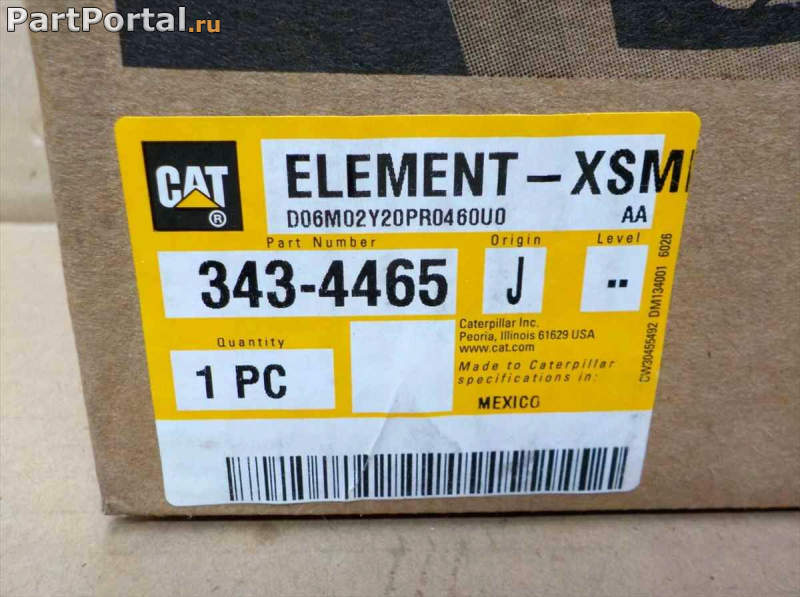 PartPortal.ru
CAT
®
ELEMENT-XSM
D06M02Y20PR0460U0 AA
Part Number Origin Level
343-4465 J --
Caterpillar Inc.
Peoria, Illinois 61629 USA
www.cat.com
Quantity
1 PC
Made to Caterpillar
specifications in:
MEXICO
CW30455492 DM134001 6026